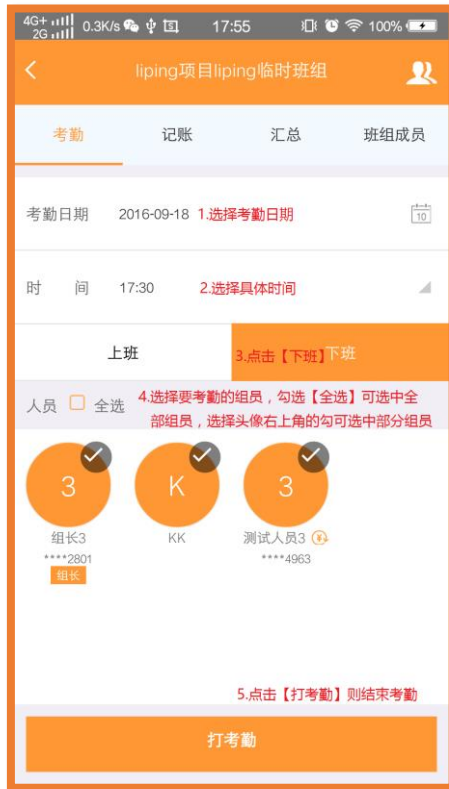 4G+ 2G 0.3K/s 17:55 100%
liping项目liping临时班组
考勤 记账 汇总 班组成员
考勤日期 2016-09-18 1.选择考勤日期 10
时 间 17:30 2.选择具体时间
上班 3.点击【下班】下班
人员 全选 4.选择要考勤的组员，勾选【全选】可选中全
部组员，选择头像右上角的勾可选中部分组员
3 K 3
组长3 KK 测试人员3 ¥
****2801 ****4963
组长
5.点击【打考勤】则结束考勤
打考勤